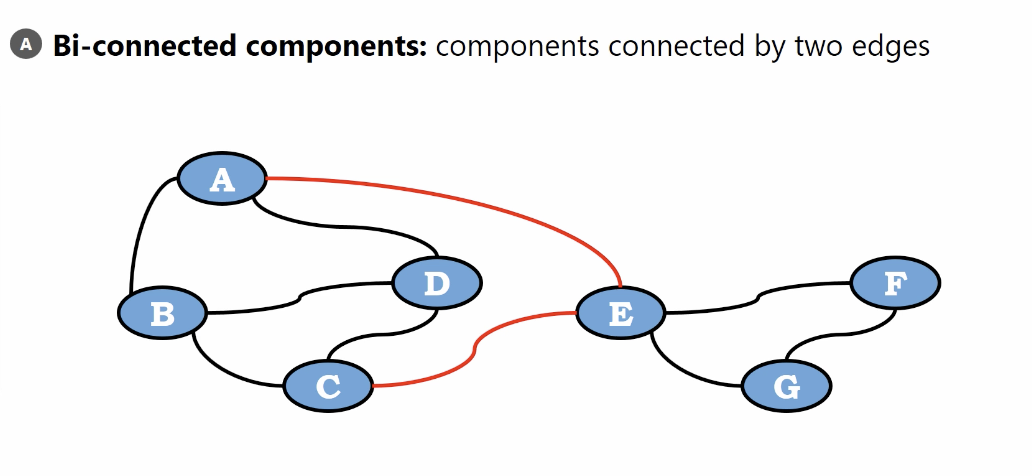 A Bi-connected components: components connected by two edges
A
D
B
E
F
C
G